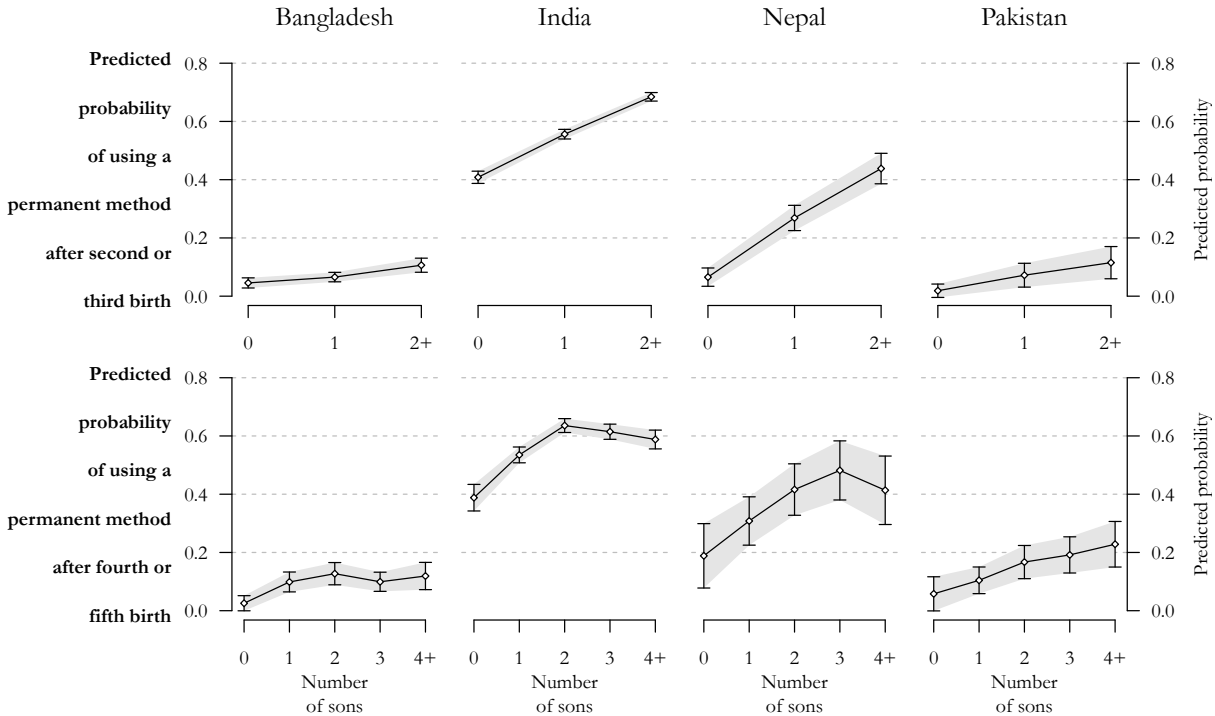 Bangladesh India Nepal Pakistan
Predicted
probability
of using a
permanent method
after second or
third birth
0.8
0.6
0.4
0.2
0.0
0 1 2+
0 1 2+
0 1 2+
0 1 2+
0.8
0.6
0.4
0.2
0.0
Predicted probability
Predicted
probability
of using a
permanent method
after fourth or
fifth birth
0.8
0.6
0.4
0.2
0.0
0 1 2 3 4+
Number
of sons
0 1 2 3 4+
Number
of sons
0 1 2 3 4+
Number
of sons
0 1 2 3 4+
Number
of sons
0.8
0.6
0.4
0.2
0.0
Predicted probability